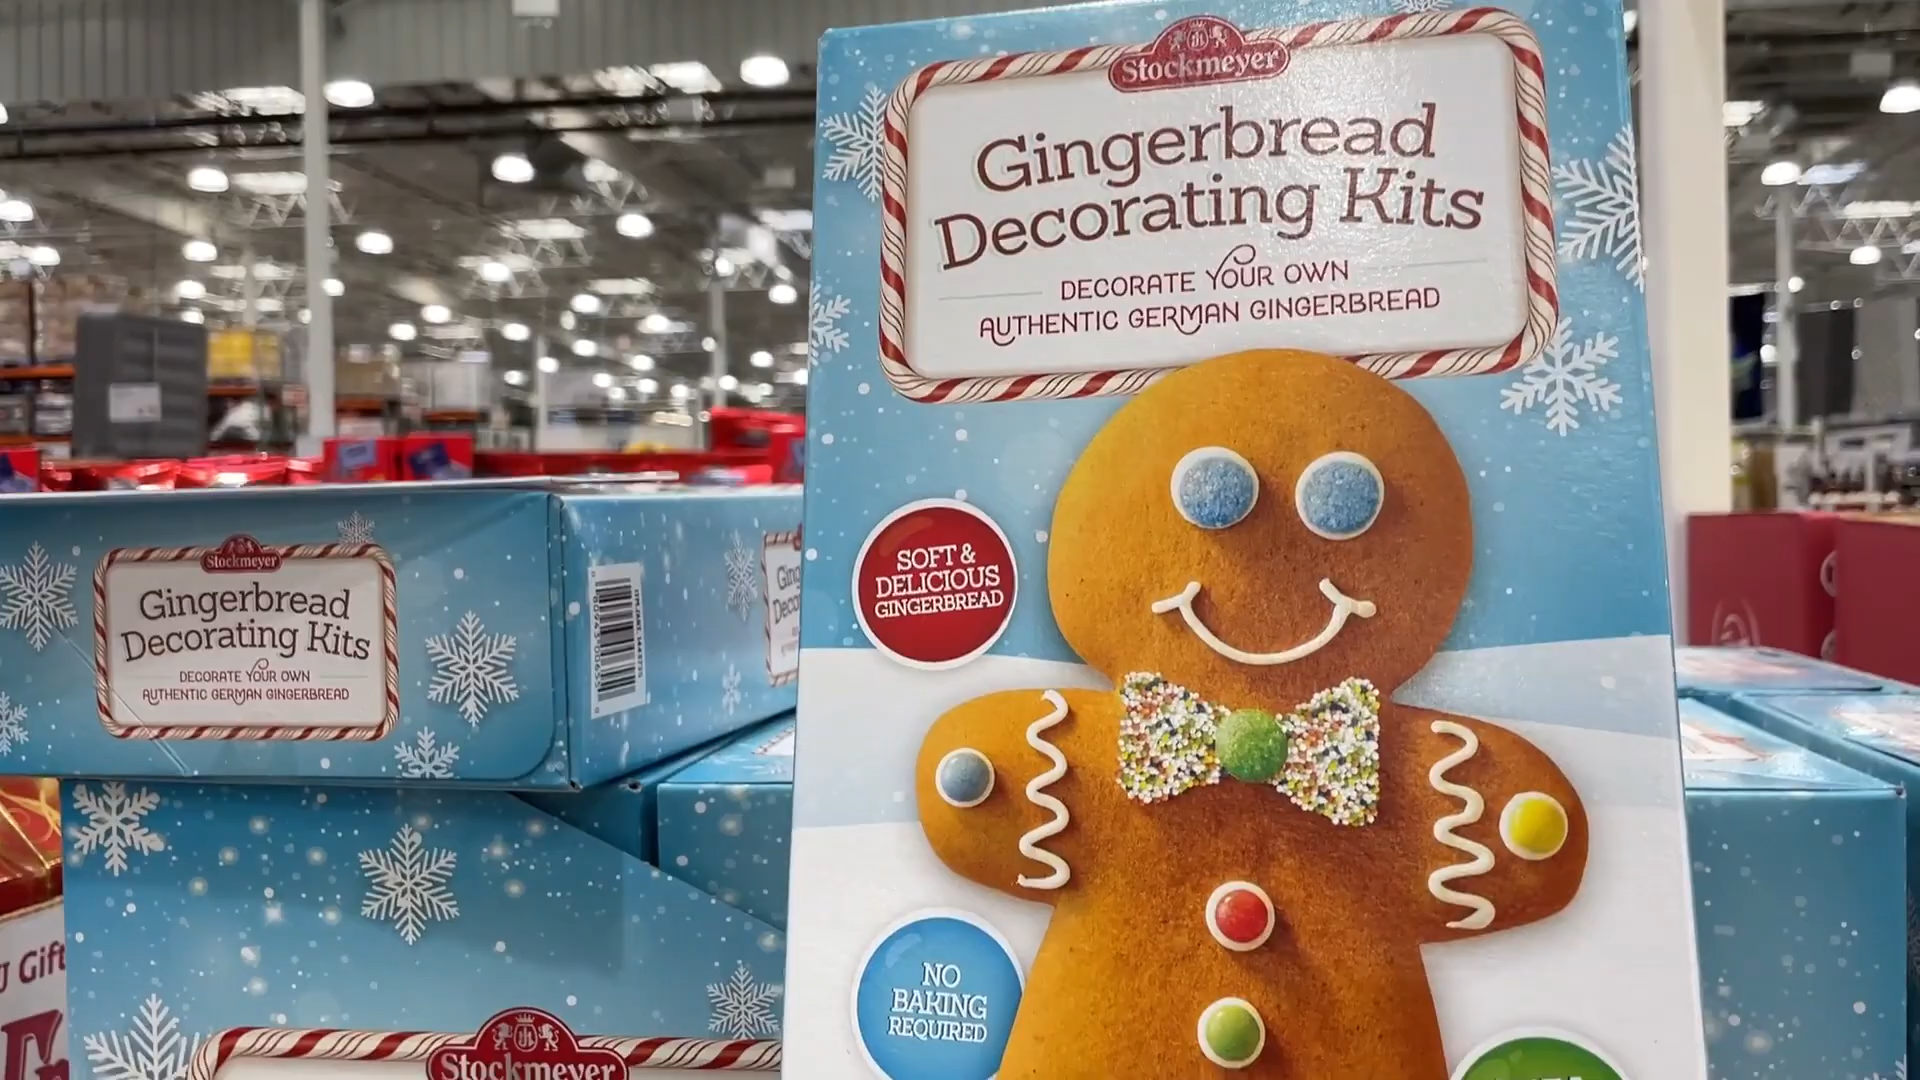 Stockmeyer
Gingerbread
Decorating Kits
DECORATE YOUR OWN
AUTHENTIC GERMAN GINGERBREAD
SOFT &
DELICIOUS
GINGERBREAD
NO
BAKING
REQUIRED
Stockmeyer
Gingerbread
Decorating Kits
DECORATE YOUR OWN
AUTHENTIC GERMAN GINGERBREAD
Gift
Stockmeyer